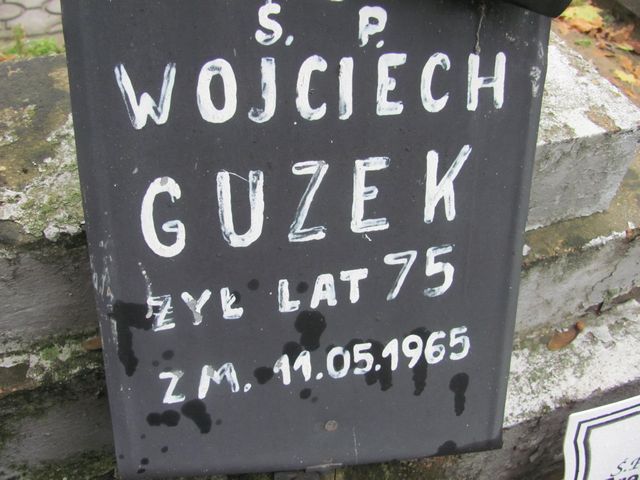 Ś. P.
WOJCIECH
GUZEK
ŻYŁ LAT 75
ZM. 11.05.1965
Ś.P